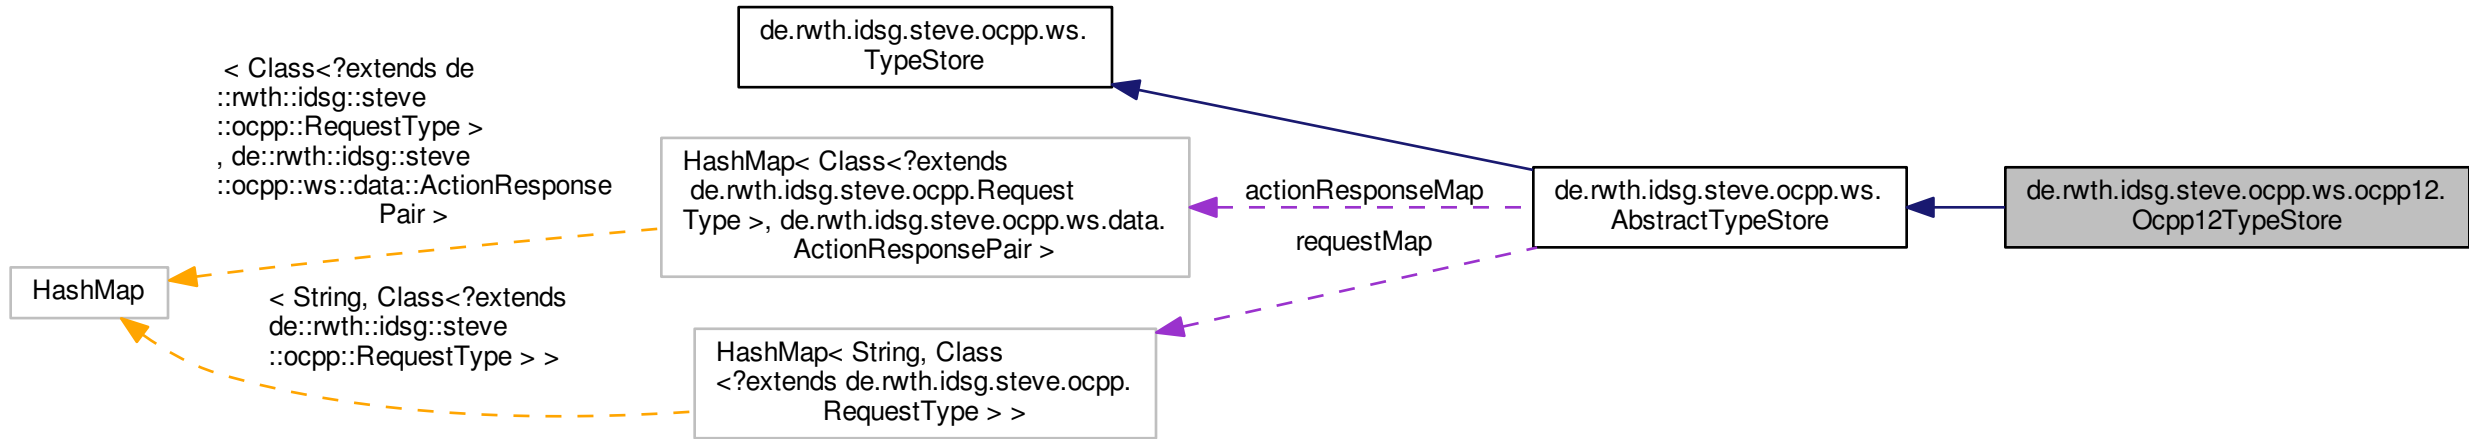 de.rwth.idsg.steve.ocpp.ws.
TypeStore
< Class<?extends de
::rwth::idsg::steve
::ocpp::RequestType >
, de::rwth::idsg::steve
::ocpp::ws::data::ActionResponse
Pair >
HashMap< Class<?extends
de.rwth.idsg.steve.ocpp.Request
Type >, de.rwth.idsg.steve.ocpp.ws.data.
ActionResponsePair >
actionResponseMap
requestMap
de.rwth.idsg.steve.ocpp.ws.
AbstractTypeStore
de.rwth.idsg.steve.ocpp.ws.ocpp12.
Ocpp12TypeStore
HashMap
< String, Class<?extends
de::rwth::idsg::steve
::ocpp::RequestType > >
HashMap< String, Class
<?extends de.rwth.idsg.steve.ocpp.
RequestType > >